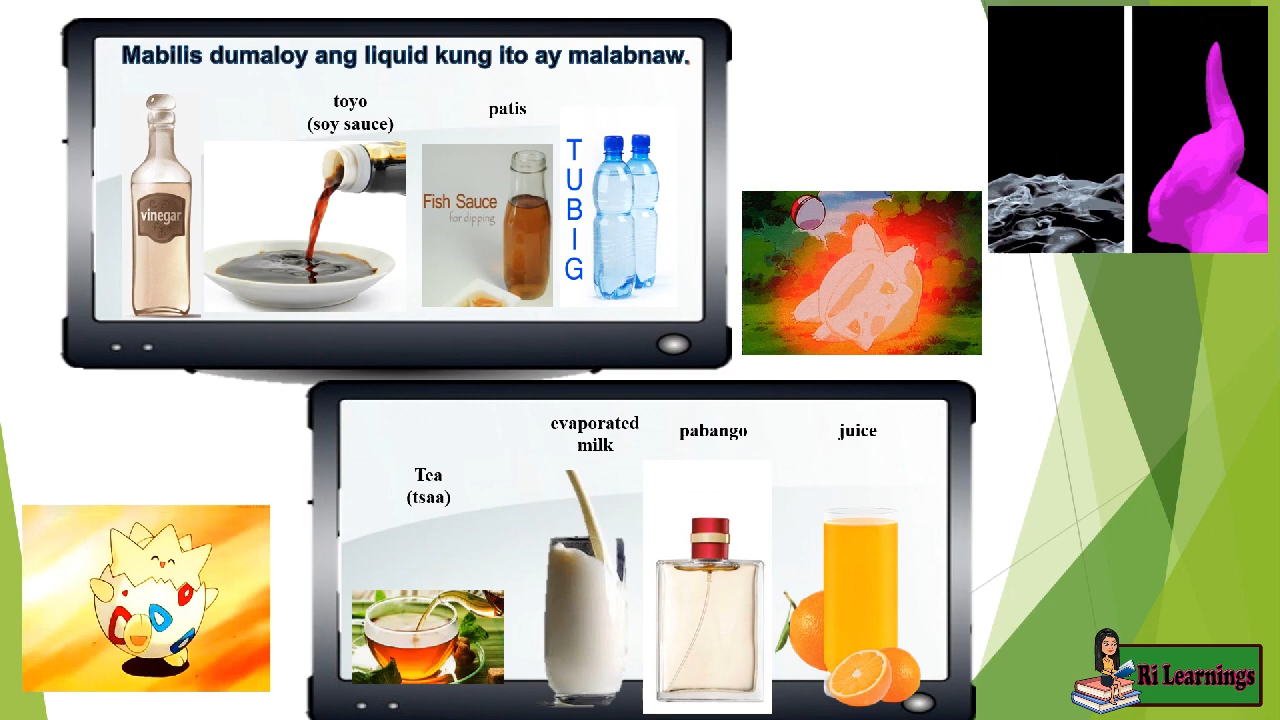 Mabilis dumaloy ang liquid kung ito ay malabnaw.
toyo
(soy sauce)
patis
vinegar
Fish Sauce
for dipping
TUBIG
evaporated
milk
pabango
juice
Tea
(tsaa)
Ri Learnings